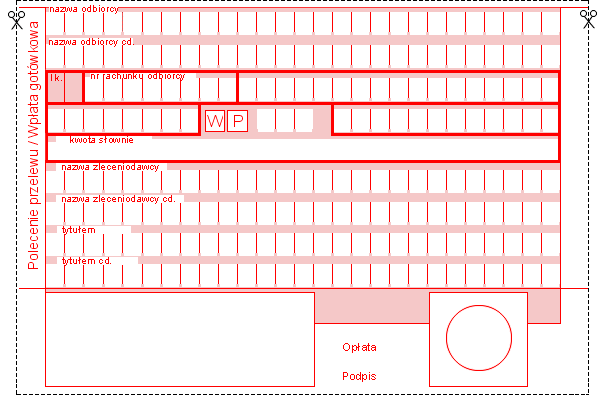 nazwa odbiorcy
nazwa odbiorcy cd.
l.k.
nr rachunku odbiorcy
W P
kwota słownie
nazwa zleceniodawcy
nazwa zleceniodawcy cd.
tytułem
tytułem cd.
Polecenie przelewu / Wpłata gotówkowa
Opłata
Podpis